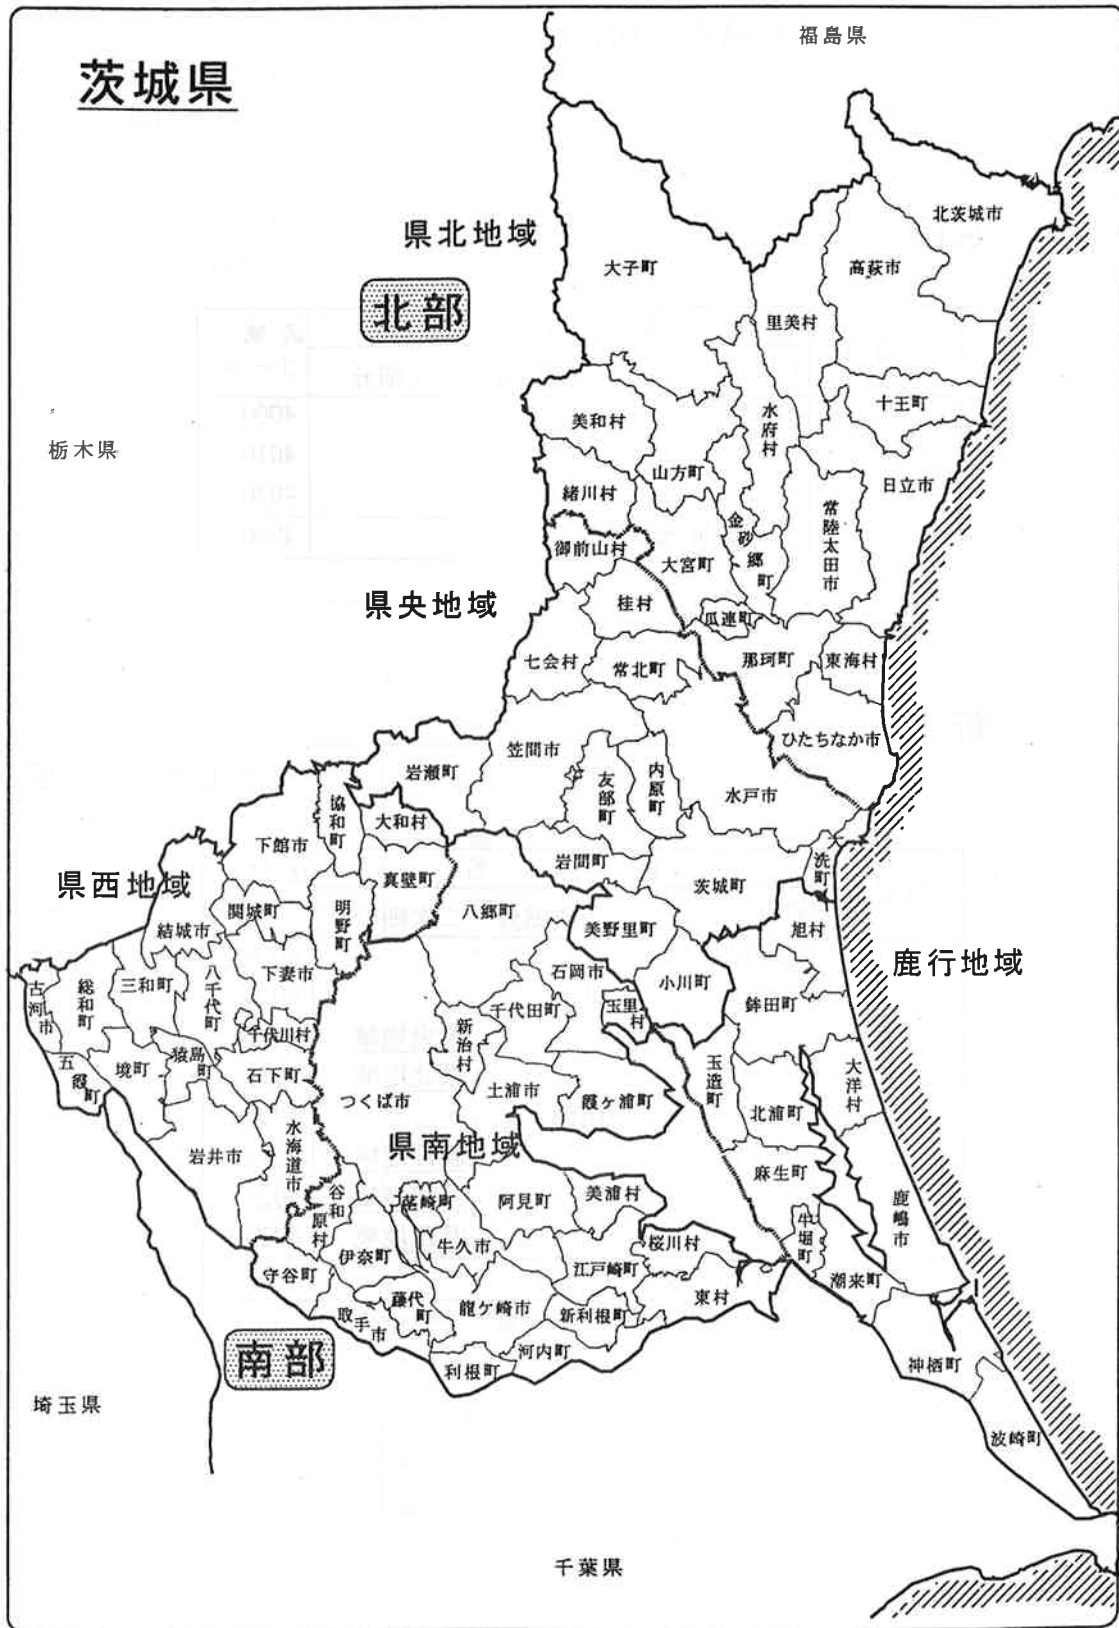 福島県
茨城県
北茨城市
県北地域
大子町
高萩市
北部
里美村
十王町
美和村
水府村
栃木県
山方町
日立市
緒川村
金砂郷町
常陸太田市
御前山村
大宮町
県央地域
桂村
瓜連町
七会村
常北町
那珂町
東海村
笠間市
ひたちなか市
岩瀬町
友部町
内原町
水戸市
協和町
大和村
下館市
岩間町
洗町
県西地域
真壁町
茨城町
関城町
明野町
八郷町
結城市
美野里町
旭村
鹿行地域
下妻市
石岡市
小川町
古河市
総和町
三和町
八千代町
千代田町
玉里村
鉾田町
千代川村
新治村
五霞町
境町
猿島町
石下町
玉造町
大洋村
つくば市
土浦市
霞ヶ浦町
北浦町
岩井市
水海道市
県南地域
麻生町
谷和原村
茎崎町
阿見町
美浦村
鹿嶋市
牛堀町
伊奈町
牛久市
桜川村
守谷町
江戸崎町
潮来町
藤代町
龍ケ崎市
新利根町
東村
取手市
南部
利根町
河内町
神栖町
埼玉県
波崎町
千葉県